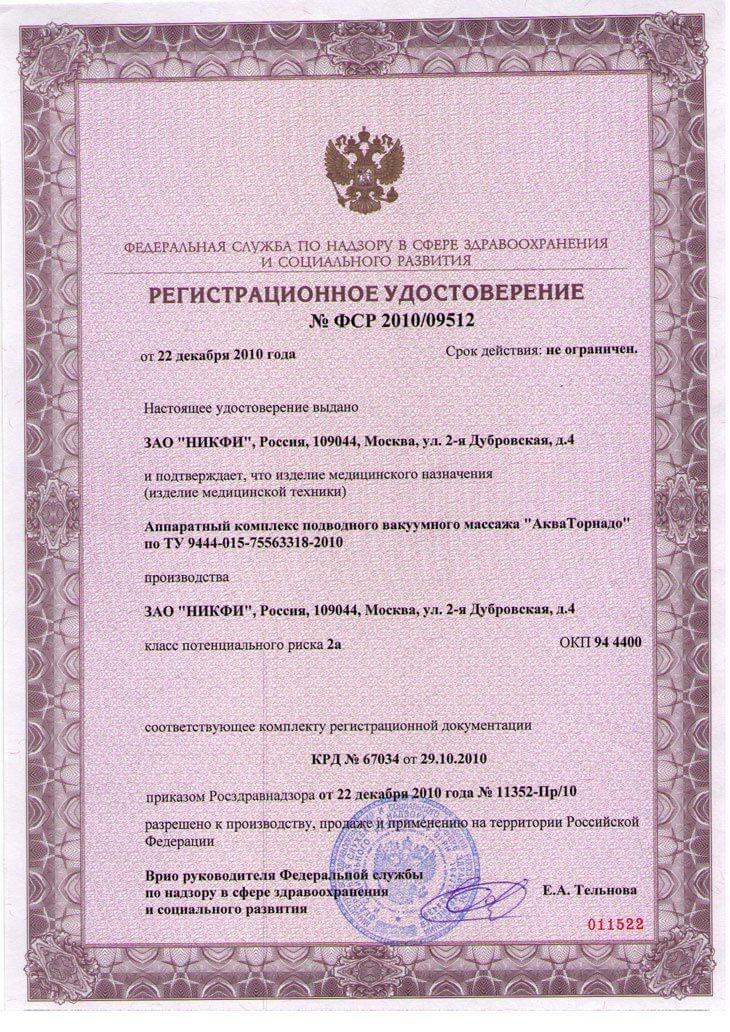 ФЕДЕРАЛЬНАЯ СЛУЖБА ПО НАДЗОРУ В СФЕРЕ ЗДРАВООХРАНЕНИЯ
И СОЦИАЛЬНОГО РАЗВИТИЯ
РЕГИСТРАЦИОННОЕ УДОСТОВЕРЕНИЕ
№ ФСР 2010/09512
от 22 декабря 2010 года Срок действия: не ограничен.
Настоящее удостоверение выдано
ЗАО "НИКФИ", Россия, 109044, Москва, ул. 2-я Дубровская, д.4
и подтверждает, что изделие медицинского назначения
(изделие медицинской техники)
Аппаратный комплекс подводного вакуумного массажа "АкваТорнадо"
по ТУ 9444-015-75563318-2010
производства
ЗАО "НИКФИ", Россия, 109044, Москва, ул. 2-я Дубровская, д.4
класс потенциального риска 2а ОКП 94 4400
соответствующее комплекту регистрационной документации
КРД № 67034 от 29.10.2010
приказом Росздравнадзора от 22 декабря 2010 года № 11352-Пр/10
разрешено к производству, продаже и применению на территории Российской
Федерации
Врио руководителя Федеральной службы
по надзору в сфере здравоохранения
и социального развития
Е.А. Тельнова
011522